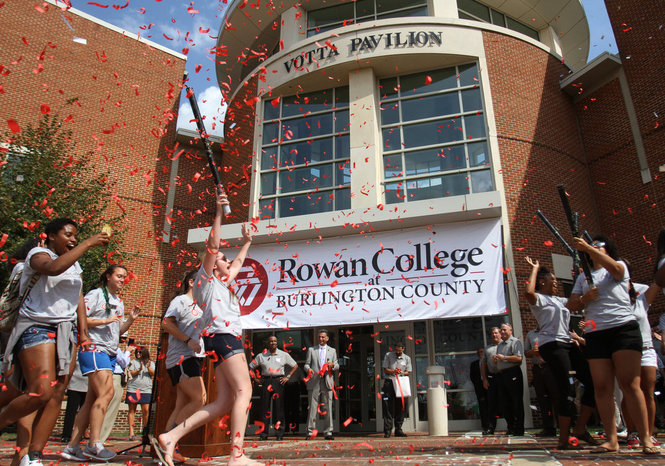 VOTTA PAVILION
Rowan College
at
BURLINGTON COUNTY